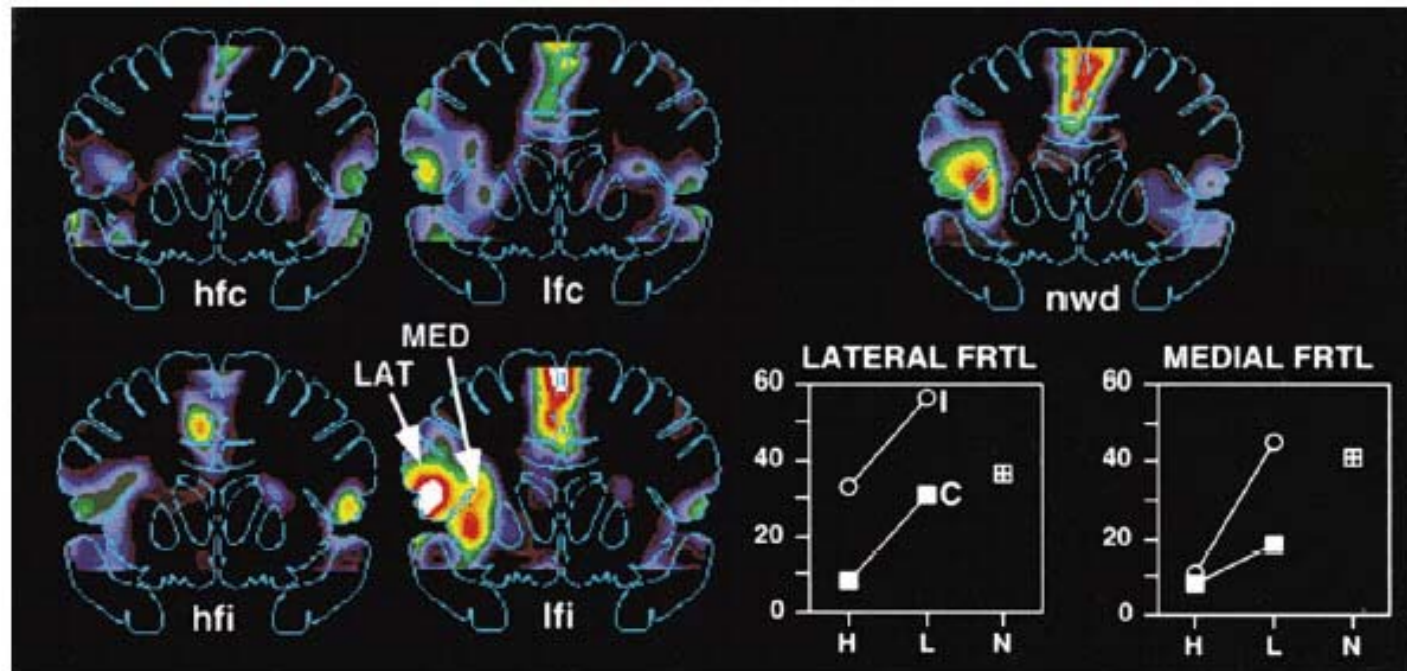 hfc
lfc
nwd
MED
LAT
hfi
lfi
LATERAL FRTL
60
40
20
0
I
C
H L N
MEDIAL FRTL
60
40
20
0
H L N